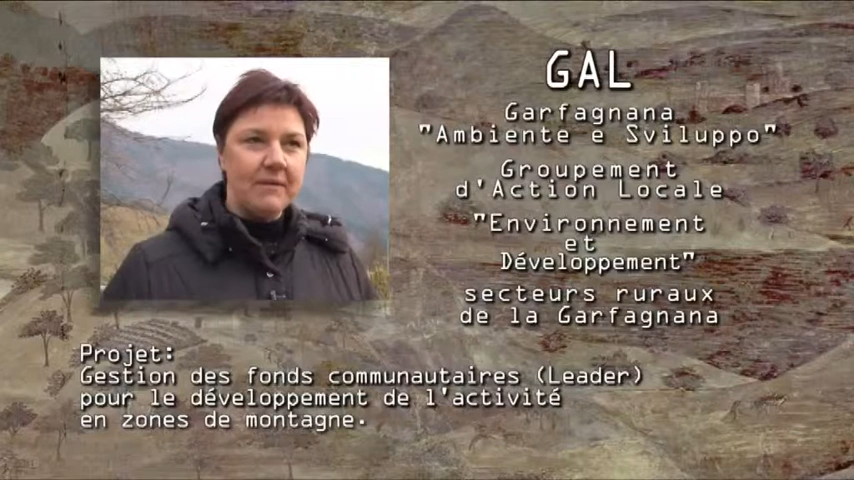 GAL
Garfagnana
"Ambiente e Sviluppo"
Groupement
d'Action Locale
"Environnement
et
Développement"
secteurs ruraux
de la Garfagnana
Projet:
Gestion des fonds communautaires (Leader)
pour le développement de l'activité
en zones de montagne.